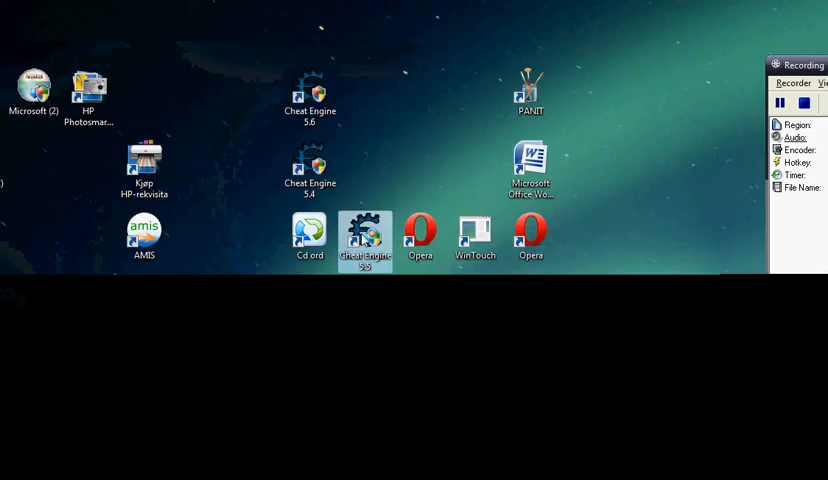 Recording
Recorder Vie
Microsoft (2)
HP
Photosmar...
Cheat Engine
5.6
PANIT
Region:
Audio:
Encoder:
Hotkey:
Timer:
File Name:
)
Kjøp
HP-rekvisita
Cheat Engine
5.4
Microsoft
Office Wo...
amis
AMIS
Cd ord
Cheat Engine
5.5
Opera
WinTouch
Opera